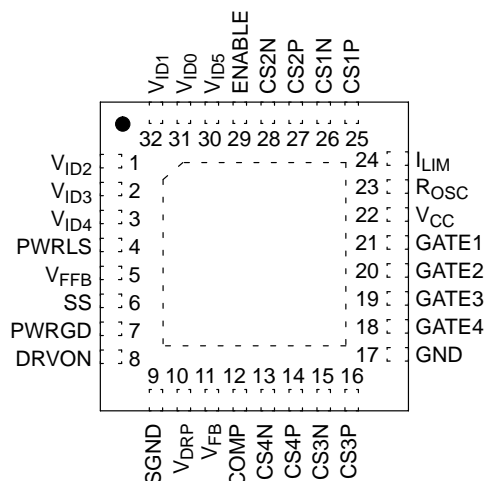 VID1 VID0 VID5 ENABLE CS2N CS2P CS1N CS1P
32 31 30 29 28 27 26 25
VID2 1
VID3 2
VID4 3
PWRLS 4
VFFB 5
SS 6
PWRGD 7
DRVON 8
24 ILIM
23 ROSC
22 VCC
21 GATE1
20 GATE2
19 GATE3
18 GATE4
17 GND
9 10 11 12 13 14 15 16
SGND VDRP VFB COMP CS4N CS4P CS3N CS3P